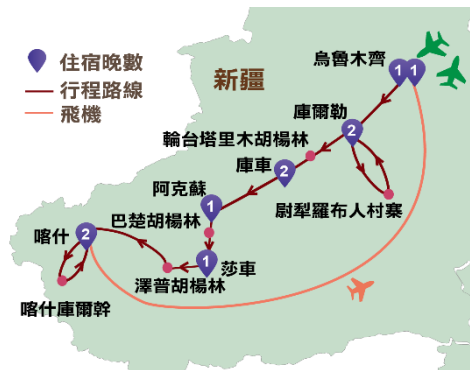 住宿晚數
行程路線
飛機
新疆
烏魯木齊
1 1
庫爾勒
2
輪台塔里木胡楊林
庫車
2
尉犁羅布人村寨
阿克蘇
1
巴楚胡楊林
喀什
2
莎車
1
澤普胡楊林
喀什庫爾幹